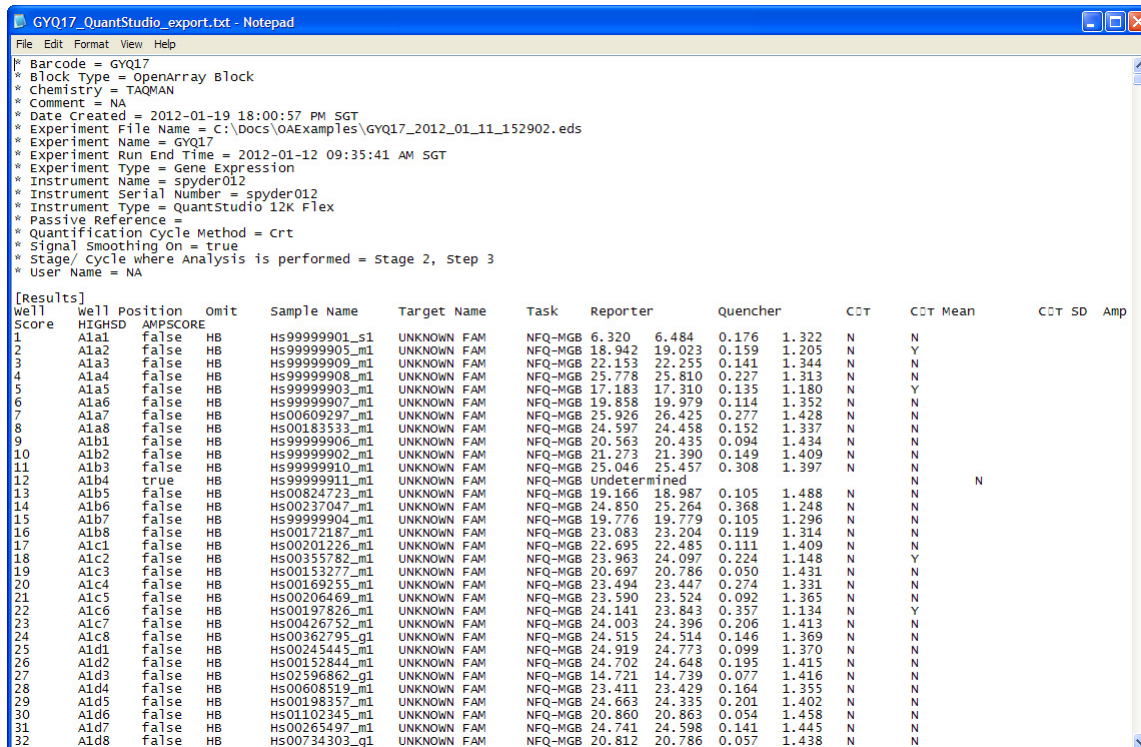 GYQ17_QuantStudio_export.txt - Notepad
File Edit Format View Help
* Barcode = GYQ17
* Block Type = OpenArray Block
* Chemistry = TAQMAN
* Comment = NA
* Date Created = 2012-01-19 18:00:57 PM SGT
* Experiment File Name = C:\Docs\OAExamples\GYQ17_2012_01_11_152902.eds
* Experiment Name = GYQ17
* Experiment Run End Time = 2012-01-12 09:35:41 AM SGT
* Experiment Type = Gene Expression
* Instrument Name = spyder012
* Instrument Serial Number = spyder012
* Instrument Type = QuantStudio 12K Flex
* Passive Reference =
* Quantification Cycle Method = Crt
* Signal Smoothing On = true
* Stage/ Cycle where Analysis is performed = Stage 2, Step 3
* User Name = NA
[Results]
Well Well Position Omit Sample Name Target Name Task Reporter Quencher C□T C□T Mean C□T SD Amp
Score HIGHSD AMPSCORE
1 A1a1 false HB Hs99999901_s1 UNKNOWN FAM NFQ-MGB 6.320 6.484 0.176 1.322 N N
2 A1a2 false HB Hs99999905_m1 UNKNOWN FAM NFQ-MGB 18.942 19.023 0.159 1.205 N Y
3 A1a3 false HB Hs99999909_m1 UNKNOWN FAM NFQ-MGB 22.153 22.255 0.141 1.344 N N
4 A1a4 false HB Hs99999908_m1 UNKNOWN FAM NFQ-MGB 25.778 25.810 0.227 1.313 N N
5 A1a5 false HB Hs99999903_m1 UNKNOWN FAM NFQ-MGB 17.183 17.310 0.135 1.180 N Y
6 A1a6 false HB Hs99999907_m1 UNKNOWN FAM NFQ-MGB 19.858 19.979 0.114 1.352 N N
7 A1a7 false HB Hs00609297_m1 UNKNOWN FAM NFQ-MGB 25.926 26.425 0.277 1.428 N N
8 A1a8 false HB Hs00183533_m1 UNKNOWN FAM NFQ-MGB 24.597 24.458 0.152 1.337 N N
9 A1b1 false HB Hs99999906_m1 UNKNOWN FAM NFQ-MGB 20.563 20.435 0.094 1.434 N N
10 A1b2 false HB Hs99999902_m1 UNKNOWN FAM NFQ-MGB 21.273 21.390 0.149 1.409 N N
11 A1b3 false HB Hs99999910_m1 UNKNOWN FAM NFQ-MGB 25.046 25.457 0.308 1.397 N N
12 A1b4 true HB Hs99999911_m1 UNKNOWN FAM NFQ-MGB Undetermined N N
13 A1b5 false HB Hs00824723_m1 UNKNOWN FAM NFQ-MGB 19.166 18.987 0.105 1.488 N N
14 A1b6 false HB Hs00237047_m1 UNKNOWN FAM NFQ-MGB 24.850 25.264 0.368 1.248 N N
15 A1b7 false HB Hs99999904_m1 UNKNOWN FAM NFQ-MGB 19.776 19.779 0.105 1.296 N N
16 A1b8 false HB Hs00172187_m1 UNKNOWN FAM NFQ-MGB 23.083 23.204 0.119 1.314 N N
17 A1c1 false HB Hs00201226_m1 UNKNOWN FAM NFQ-MGB 22.695 22.485 0.111 1.409 N N
18 A1c2 false HB Hs00355782_m1 UNKNOWN FAM NFQ-MGB 23.963 24.097 0.224 1.148 N Y
19 A1c3 false HB Hs00153277_m1 UNKNOWN FAM NFQ-MGB 20.697 20.786 0.050 1.431 N N
20 A1c4 false HB Hs00169255_m1 UNKNOWN FAM NFQ-MGB 23.494 23.447 0.274 1.331 N N
21 A1c5 false HB Hs00206469_m1 UNKNOWN FAM NFQ-MGB 23.590 23.524 0.092 1.365 N N
22 A1c6 false HB Hs00197826_m1 UNKNOWN FAM NFQ-MGB 24.141 23.843 0.357 1.134 N Y
23 A1c7 false HB Hs00426752_m1 UNKNOWN FAM NFQ-MGB 24.003 24.396 0.206 1.413 N N
24 A1c8 false HB Hs00362795_g1 UNKNOWN FAM NFQ-MGB 24.515 24.514 0.146 1.369 N N
25 A1d1 false HB Hs00245445_m1 UNKNOWN FAM NFQ-MGB 24.919 24.773 0.099 1.370 N N
26 A1d2 false HB Hs00152844_m1 UNKNOWN FAM NFQ-MGB 24.702 24.648 0.195 1.415 N N
27 A1d3 false HB Hs02596862_g1 UNKNOWN FAM NFQ-MGB 14.721 14.739 0.077 1.416 N N
28 A1d4 false HB Hs00608519_m1 UNKNOWN FAM NFQ-MGB 23.411 23.429 0.164 1.355 N N
29 A1d5 false HB Hs00198357_m1 UNKNOWN FAM NFQ-MGB 24.663 24.335 0.201 1.402 N N
30 A1d6 false HB Hs01102345_m1 UNKNOWN FAM NFQ-MGB 20.860 20.863 0.054 1.458 N N
31 A1d7 false HB Hs00265497_m1 UNKNOWN FAM NFQ-MGB 24.741 24.598 0.141 1.445 N N
32 A1d8 false HB Hs00734303_g1 UNKNOWN FAM NFQ-MGB 20.812 20.786 0.057 1.438 N N